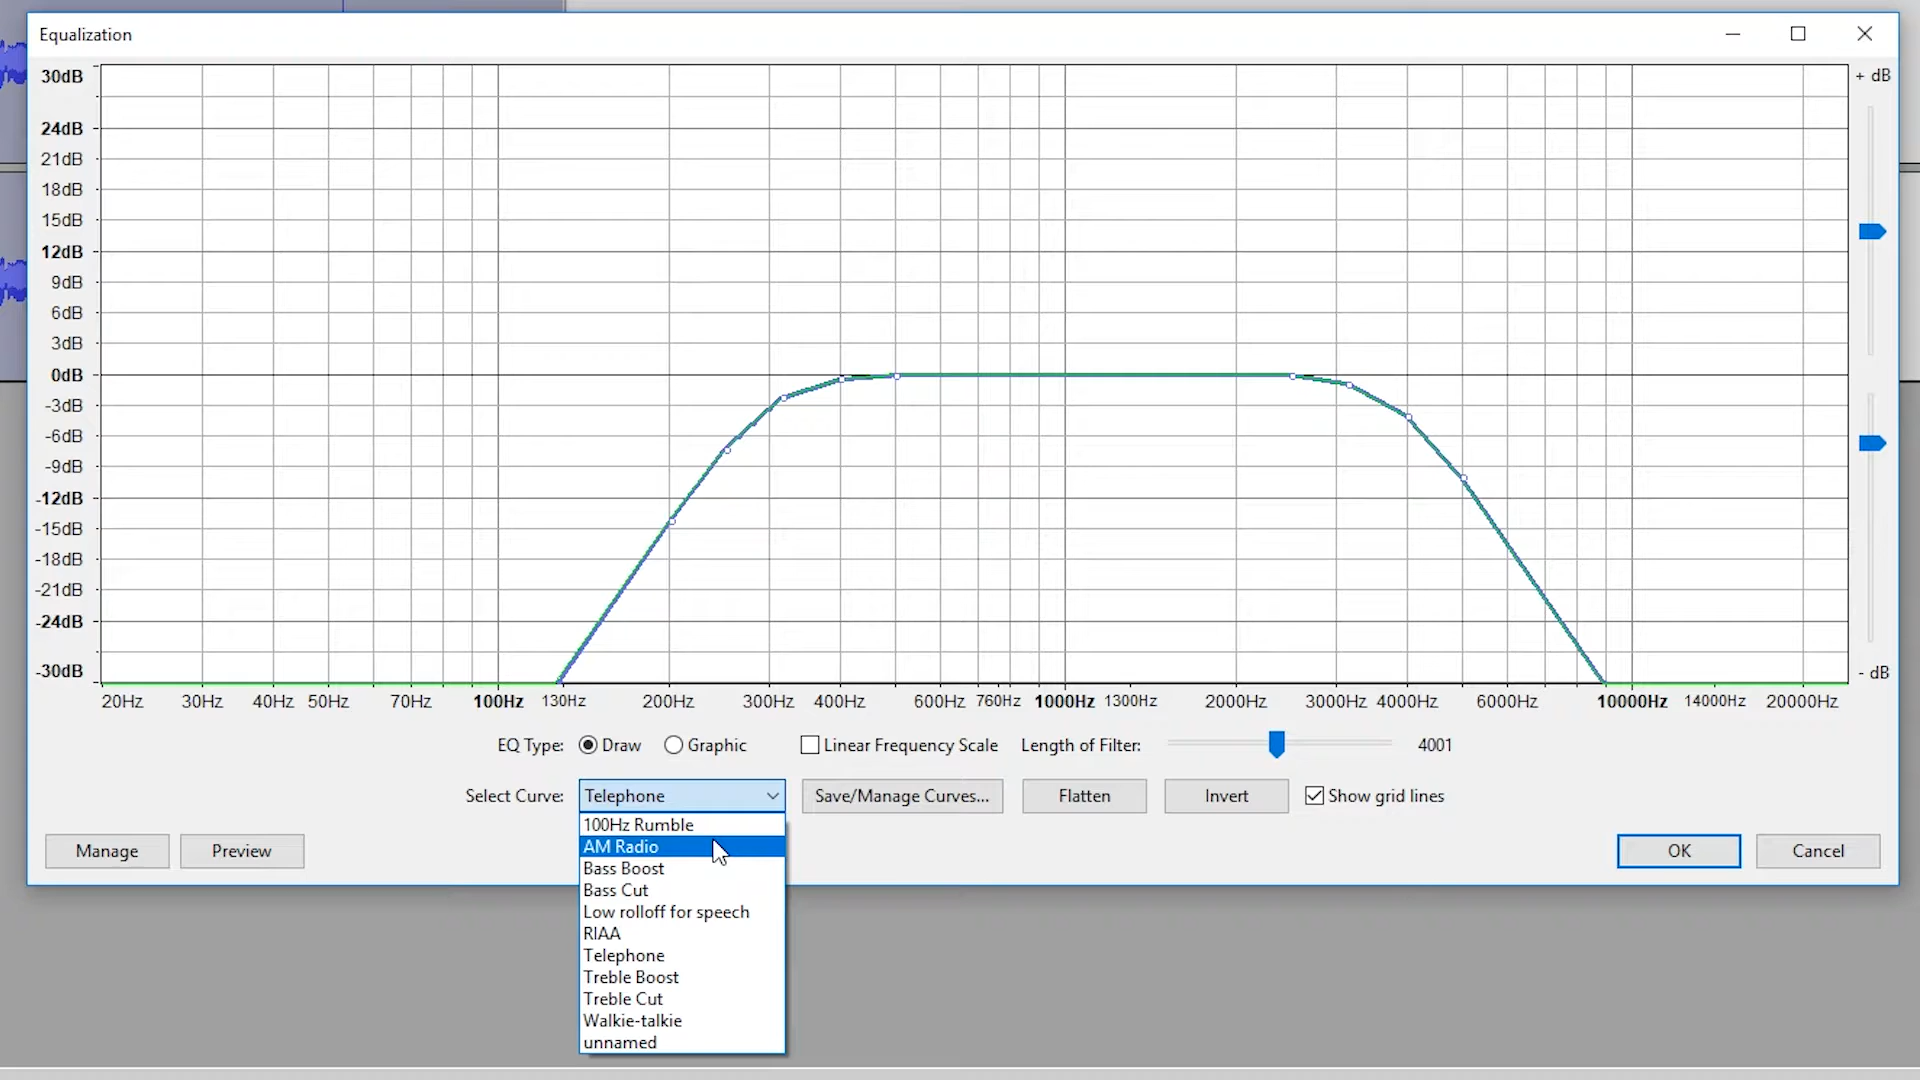 Equalization
30dB
24dB
21dB
18dB
15dB
12dB
9dB
6dB
3dB
0dB
-3dB
-6dB
-9dB
-12dB
-15dB
-18dB
-21dB
-24dB
-30dB
+ dB
- dB
20Hz 30Hz 40Hz 50Hz 70Hz 100Hz 130Hz 200Hz 300Hz 400Hz 600Hz 760Hz 1000Hz 1300Hz 2000Hz 3000Hz 4000Hz 6000Hz 10000Hz 14000Hz 20000Hz
EQ Type: Draw Graphic Linear Frequency Scale Length of Filter: 4001
Select Curve: Telephone Save/Manage Curves... Flatten Invert Show grid lines
Manage Preview OK Cancel
100Hz Rumble
AM Radio
Bass Boost
Bass Cut
Low rolloff for speech
RIAA
Telephone
Treble Boost
Treble Cut
Walkie-talkie
unnamed